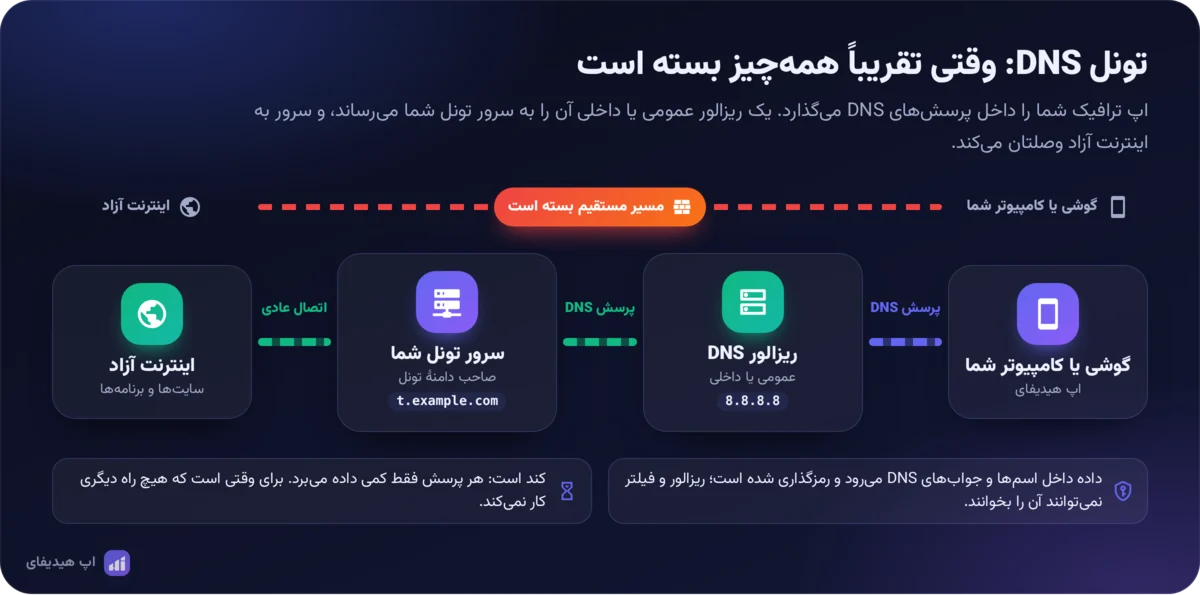 تونل DNS: وقتی تقریباً همه‌چیز بسته است
اپ ترافیک شما را داخل پرسش‌های DNS می‌گذارد. یک ریزالور عمومی یا داخلی آن را به سرور تونل شما می‌رساند، و سرور به
اینترنت آزاد وصلتان می‌کند.
گوشی یا کامپیوتر شما
مسیر مستقیم بسته است
اینترنت آزاد
گوشی یا کامپیوتر شما
اپ هیدیفای
پرسش DNS
ریزالور DNS
عمومی یا داخلی
8.8.8.8
پرسش DNS
سرور تونل شما
صاحب دامنهٔ تونل
t.example.com
اتصال عادی
اینترنت آزاد
سایت‌ها و برنامه‌ها
داده داخل اسم‌ها و جواب‌های DNS می‌رود و رمزگذاری شده است؛ ریزالور و فیلتر
نمی‌توانند آن را بخوانند.
کند است: هر پرسش فقط کمی داده می‌برد. برای وقتی است که هیچ راه دیگری
کار نمی‌کند.
اپ هیدیفای